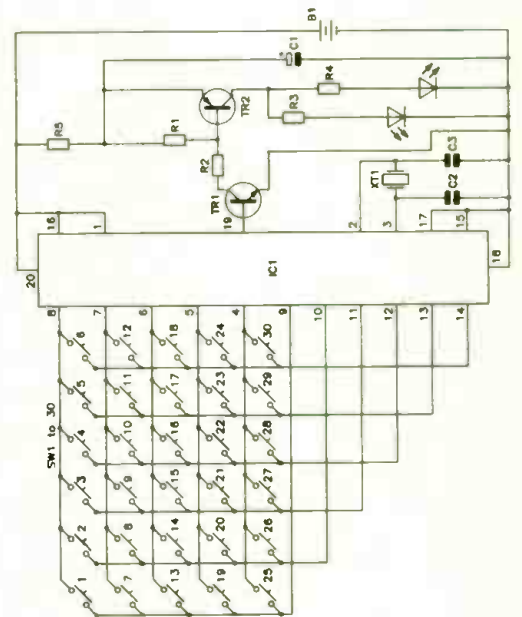 B1
C1
R4
TR2
R3
R5
R1
R2
TR1
XT1
C3
C2
16
1
19
2
3
17
15
20
IC1
18
8
7
6
5
4
9
10
11
12
13
14
SW1 to 30
1 2 3 4 5 6
7 8 9 10 11 12
13 14 15 16 17 18
19 20 21 22 23 24
25 26 27 28 29 30